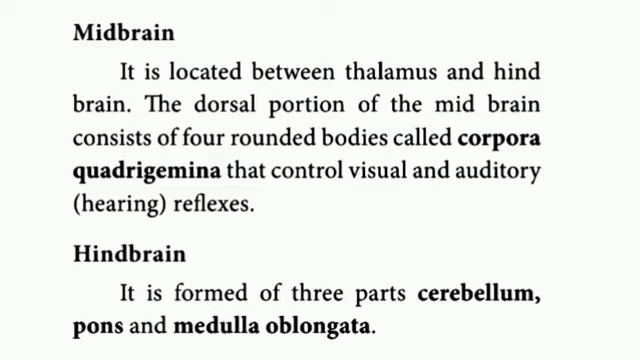 Midbrain
It is located between thalamus and hind
brain. The dorsal portion of the mid brain
consists of four rounded bodies called corpora
quadrigemina that control visual and auditory
(hearing) reflexes.
Hindbrain
It is formed of three parts cerebellum,
pons and medulla oblongata.